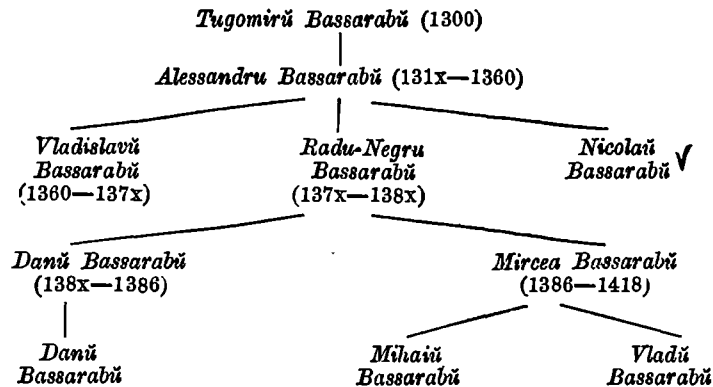 Tugomirŭ Bassarabŭ (1300)
Alessandru Bassarabŭ (131x—1360)
Vladislavŭ
Bassarabŭ
(1360—137x)
Radu-Negru
Bassarabŭ
(137x—138x)
Nicolaŭ
Bassarabŭ
Danŭ Bassarabŭ
(138x—1386)
Mircea Bassarabŭ
(1386—1418)
Danŭ
Bassarabŭ
Mihaiŭ
Bassarabŭ
Vladŭ
Bassarabŭ